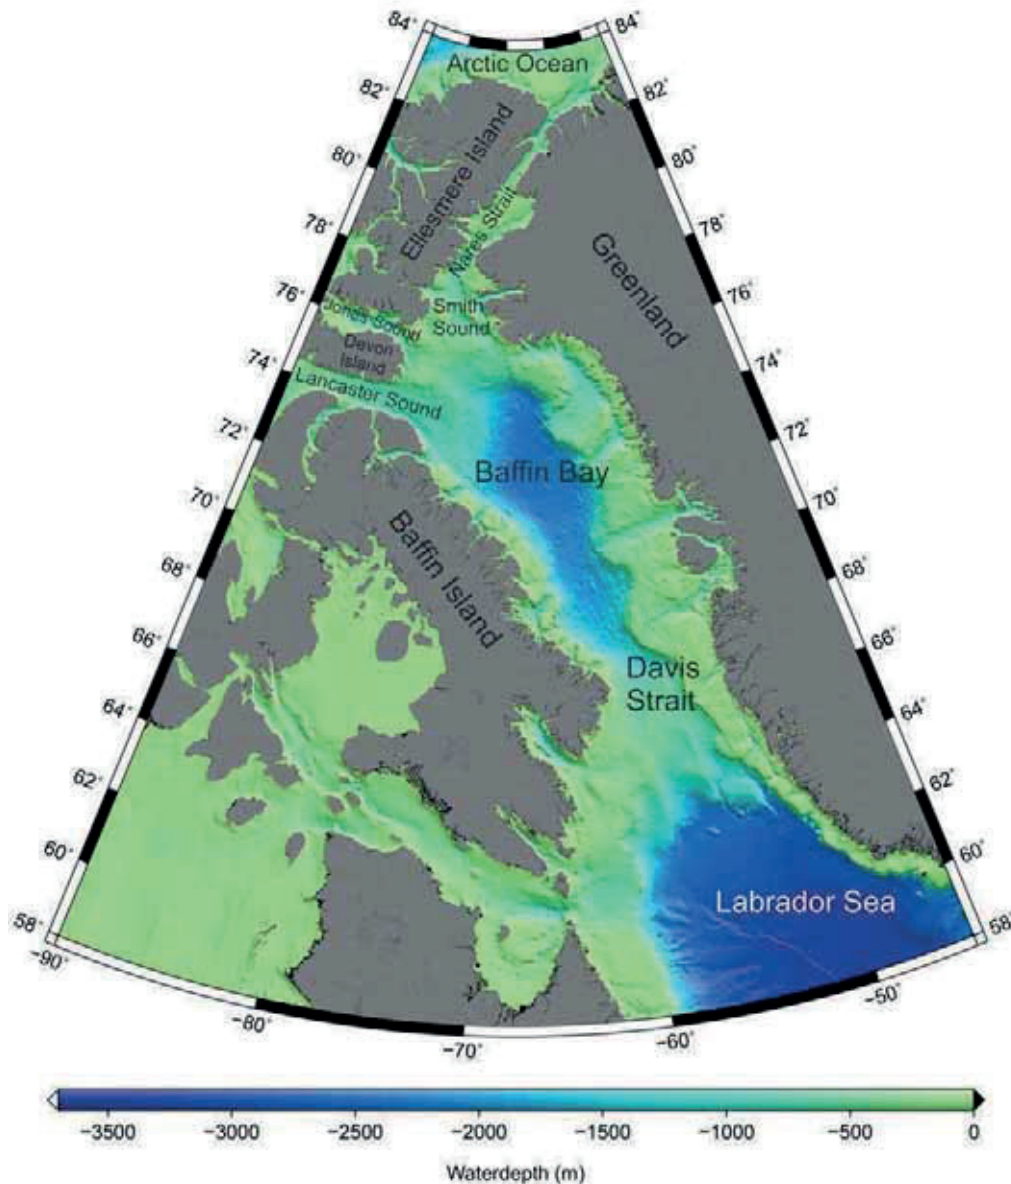 84˚
84˚
Arctic Ocean
82˚
82˚
80˚
80˚
78˚
78˚
76˚
76˚
74˚
74˚
72˚
72˚
70˚
70˚
68˚
68˚
66˚
66˚
64˚
64˚
62˚
62˚
60˚
60˚
58˚
58˚
Ellesmere Island
Nares Strait
Greenland
Jones Sound
Smith
Sound
Devon
Island
Lancaster Sound
Baffin Bay
Baffin Island
Davis
Strait
Labrador Sea
−90˚
−80˚
−70˚
−60˚
−50˚
−3500 −3000 −2500 −2000 −1500 −1000 −500 0
Waterdepth (m)